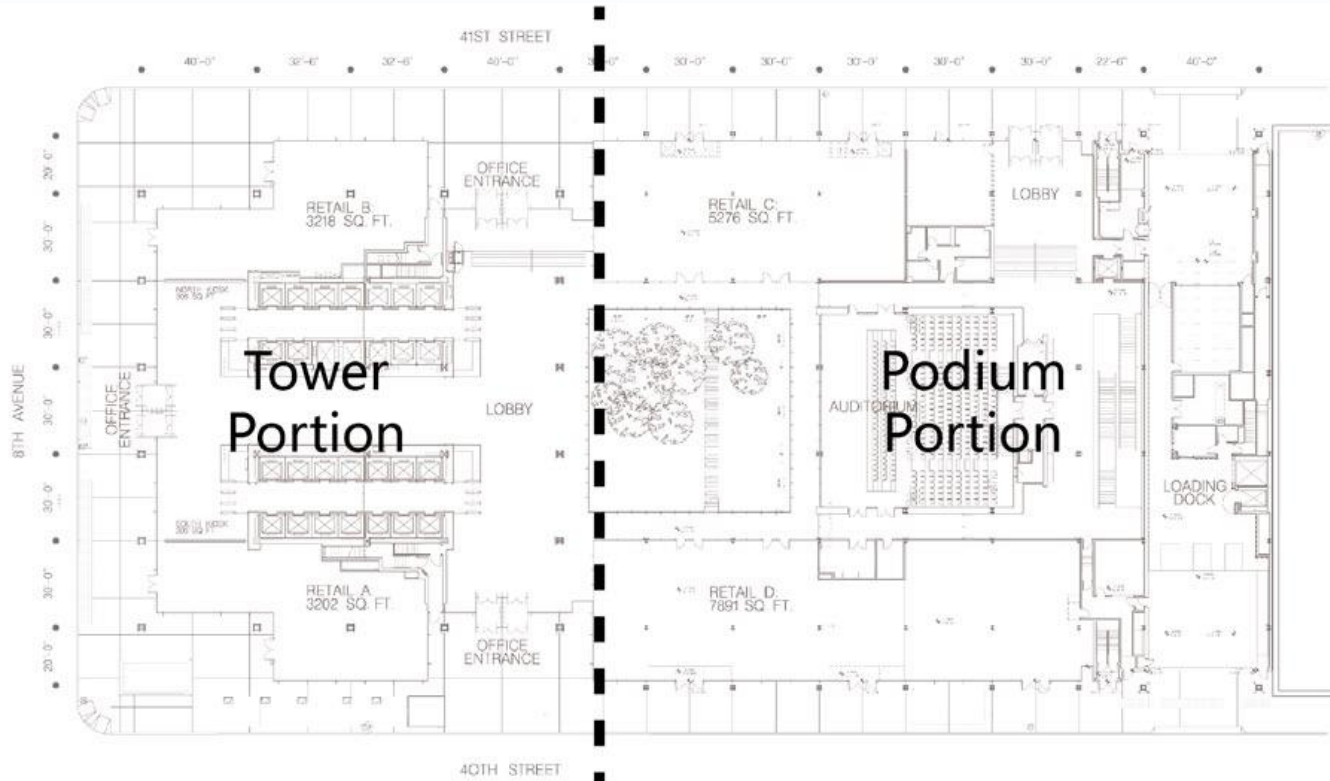 41ST STREET
40'-0"
32'-6"
32'-6"
40'-0"
30'-0"
30'-0"
30'-0"
30'-0"
30'-0"
22'-6"
40'-0"
OFFICE
ENTRANCE
LOBBY
RETAIL B:
3218 SQ. FT.
RETAIL C:
5276 SQ. FT.
30'-0"
NORTH KIOSK
30'-0"
Tower
Portion
Podium
Portion
8TH AVENUE
OFFICE
ENTRANCE
LOBBY
AUDITORIUM
30'-0"
30'-0"
LOADING
DOCK
30'-0"
RETAIL A:
3202 SQ. FT.
RETAIL D:
7891 SQ. FT.
OFFICE
ENTRANCE
20'-0"
40TH STREET